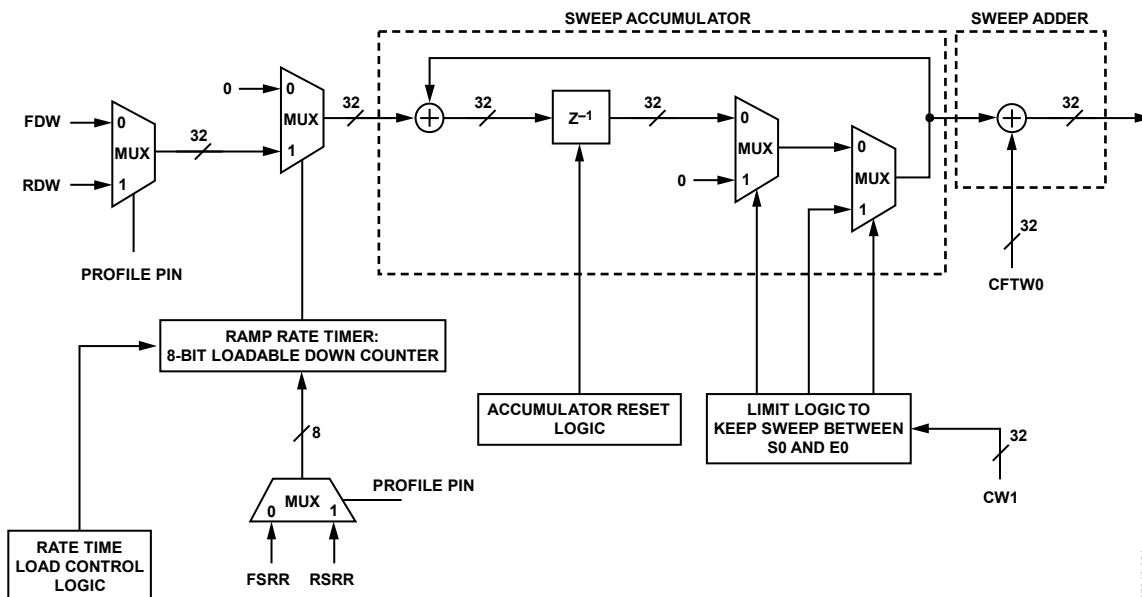 SWEEP ACCUMULATOR
SWEEP ADDER
0
0
MUX
1
32
32
Z–1
32
0
MUX
1
0
0
MUX
1
32
FDW
0
MUX
RDW
1
32
PROFILE PIN
32
CFTW0
RAMP RATE TIMER:
8-BIT LOADABLE DOWN COUNTER
ACCUMULATOR RESET
LOGIC
LIMIT LOGIC TO
KEEP SWEEP BETWEEN
S0 AND E0
32
CW1
8
MUX
0
1
PROFILE PIN
FSRR
RSRR
RATE TIME
LOAD CONTROL
LOGIC